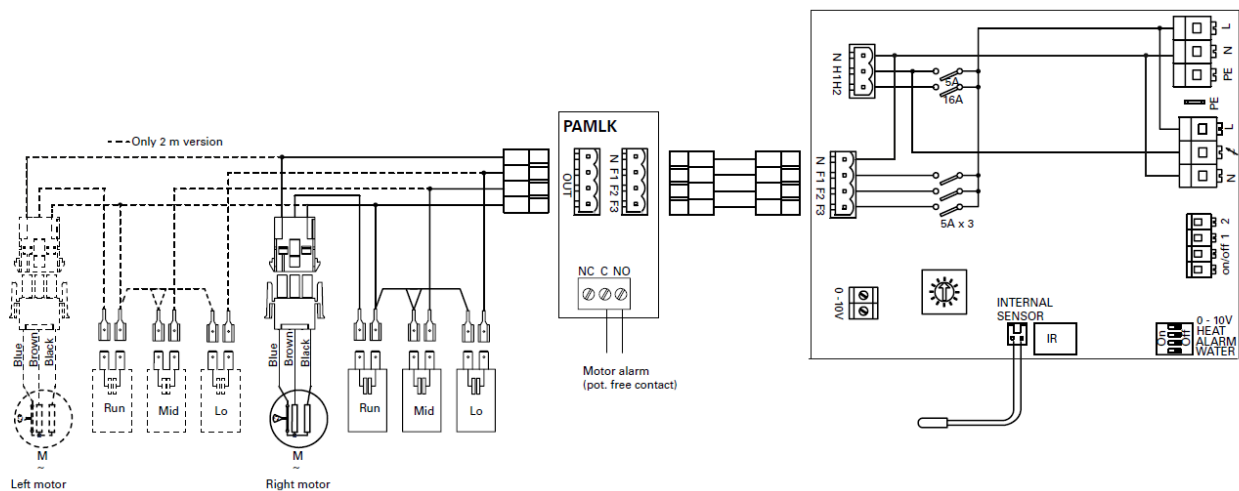 Only 2 m version
PAMLK
OUT
N F1 F2 F3
NC C NO
Motor alarm
(pot. free contact)
Blue
Brown
Black
Run
Mid
Lo
M
~
Left motor
Blue
Brown
Black
Run
Mid
Lo
M
~
Right motor
N H1 H2
5A
16A
N F1 F2 F3
5A x 3
L
N
PE
PE
L
N
on/off 1 2
0 -10V
INTERNAL
SENSOR
IR
On
Off
0 - 10V
HEAT
ALARM
WATER